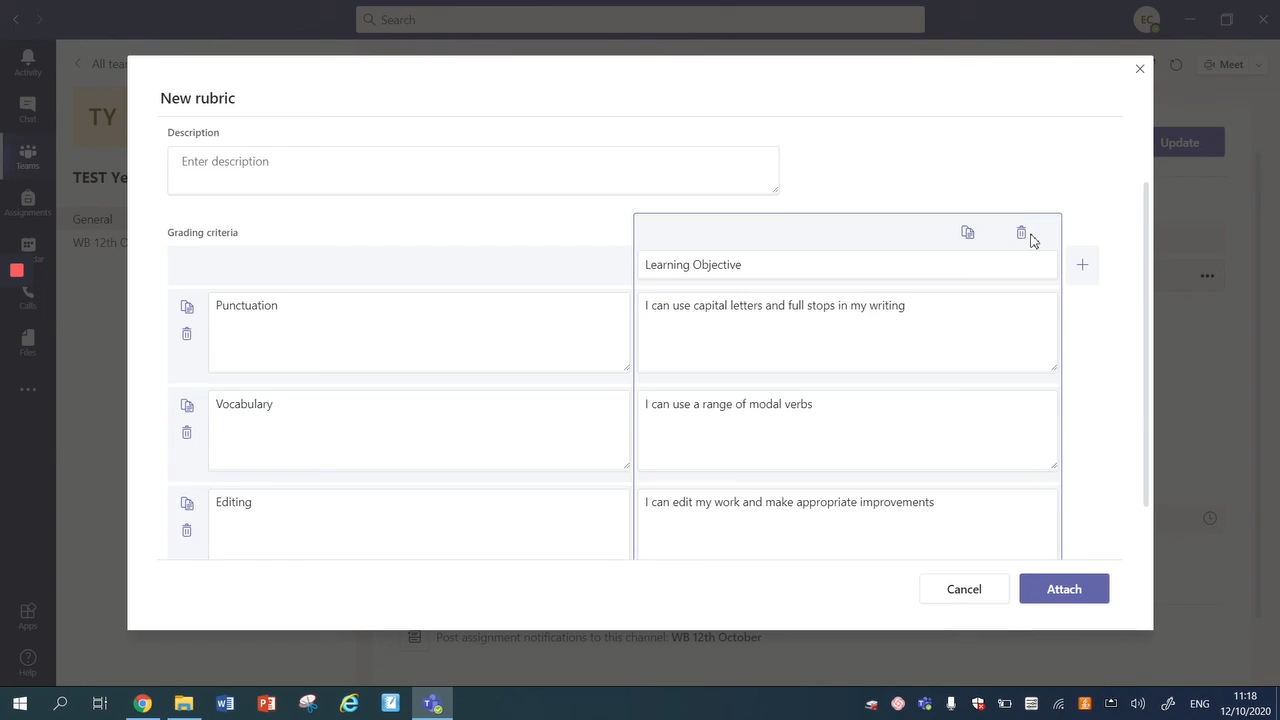 Search
EC
Activity
All tea
Meet
Chat
TY
New rubric
Description
Update
Enter description
Teams
TEST Ye
Assignments
General
Grading criteria
WB 12th O
Learning Objective
Punctuation
I can use capital letters and full stops in my writing
Calls
Files
Vocabulary
I can use a range of modal verbs
Editing
I can edit my work and make appropriate improvements
Cancel
Attach
Apps
Post assignment notifications to this channel: WB 12th October
Help
ENG
11:18
12/10/2020